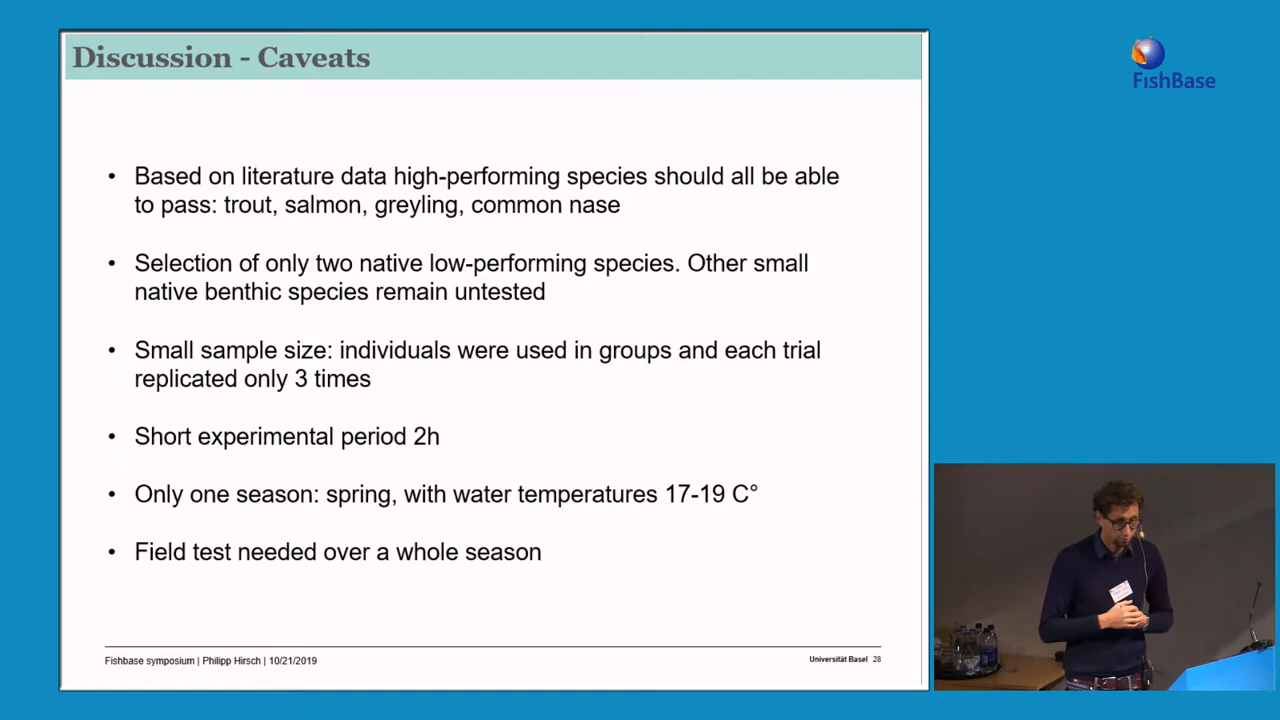 Discussion - Caveats
FishBase
• Based on literature data high-performing species should all be able
to pass: trout, salmon, greyling, common nase
• Selection of only two native low-performing species. Other small
native benthic species remain untested
• Small sample size: individuals were used in groups and each trial
replicated only 3 times
• Short experimental period 2h
• Only one season: spring, with water temperatures 17-19 C°
• Field test needed over a whole season
Fishbase symposium | Philipp Hirsch | 10/21/2019
Universität Basel 28